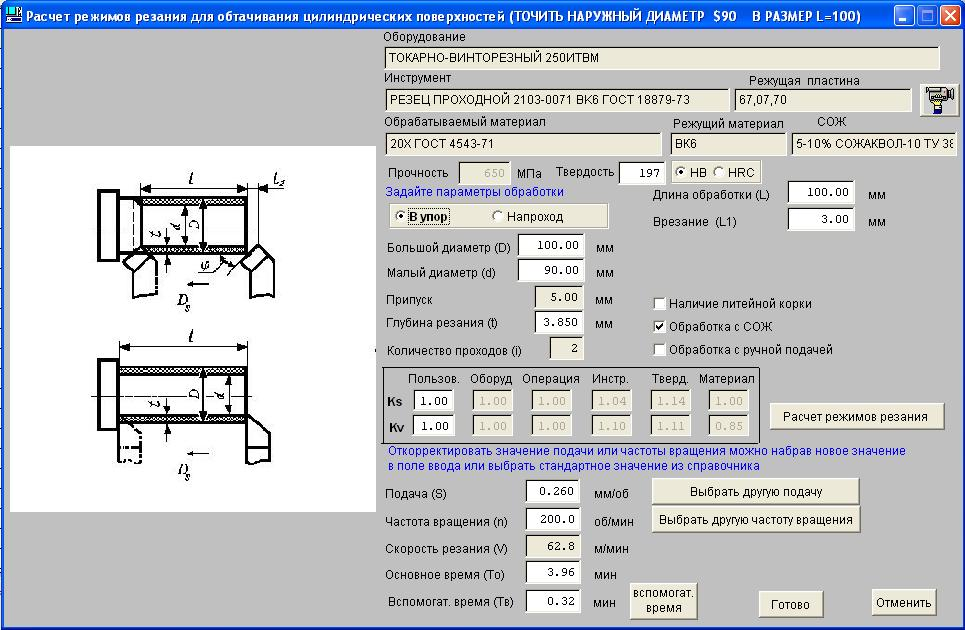 Расчет режимов резания для обтачивания цилиндрических поверхностей (ТОЧИТЬ НАРУЖНЫЙ ДИАМЕТР $90 В РАЗМЕР L=100)
Оборудование
ТОКАРНО-ВИНТОРЕЗНЫЙ 250ИТВМ
Инструмент Режущая пластина
РЕЗЕЦ ПРОХОДНОЙ 2103-0071 ВК6 ГОСТ 18879-73 67,07,70
Обрабатываемый материал Режущий материал СОЖ
20Х ГОСТ 4543-71 ВК6 5-10% СОЖАКВОЛ-10 ТУ 38
Прочность 650 МПа Твердость 197 HB HRC
Задайте параметры обработки Длина обработки (L) 100.00 мм
В упор Напроход Врезание (L1) 3.00 мм
Большой диаметр (D) 100.00 мм
Малый диаметр (d) 90.00 мм
Припуск 5.00 мм Наличие литейной корки
Глубина резания (t) 3.850 мм Обработка с СОЖ
Количество проходов (i) 2 Обработка с ручной подачей
Пользов. Оборуд Операция Инстр. Тверд. Материал
Ks 1.00 1.00 1.00 1.04 1.14 1.00
Kv 1.00 1.00 1.00 1.10 1.11 0.85
Расчет режимов резания
Откорректировать значение подачи или частоты вращения можно набрав новое значение
в поле ввода или выбрать стандартное значение из справочника
Подача (S) 0.260 мм/об Выбрать другую подачу
Частота вращения (n) 200.0 об/мин Выбрать другую частоту вращения
Скорость резания (V) 62.8 м/мин
Основное время (То) 3.96 мин
Вспомогат. время (Тв) 0.32 мин
вспомогат.
время
Готово
Отменить
l l₂
t d D
φ
Dₛ
l
t D d
Dₛ